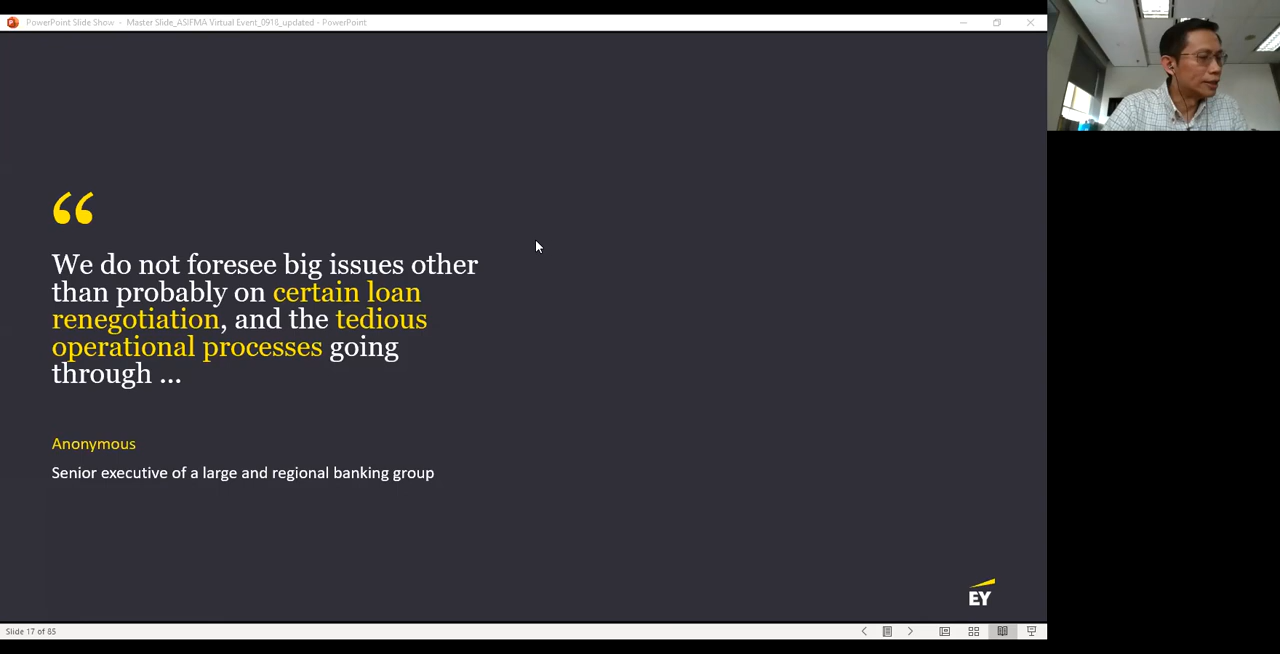 PowerPoint Slide Show - Master Slide_ASIFMA Virtual Event_0918_updated - PowerPoint
“
We do not foresee big issues other
than probably on certain loan
renegotiation, and the tedious
operational processes going
through ...
Anonymous
Senior executive of a large and regional banking group
EY
Slide 17 of 85